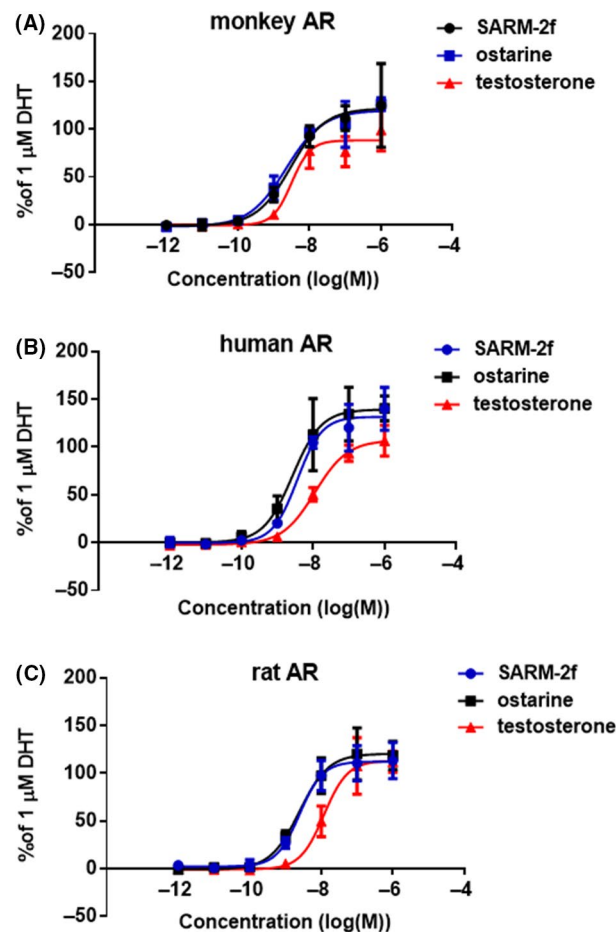 (A)
monkey AR
SARM-2f
ostarine
testosterone
200
150
100
50
0
–50
%of 1 μM DHT
–12
–10
–8
–6
–4
Concentration (log(M))
(B)
human AR
SARM-2f
ostarine
testosterone
200
150
100
50
0
–50
%of 1 μM DHT
–12
–10
–8
–6
–4
Concentration (log(M))
(C)
rat AR
SARM-2f
ostarine
testosterone
200
150
100
50
0
–50
%of 1 μM DHT
–12
–10
–8
–6
–4
Concentration (log(M))